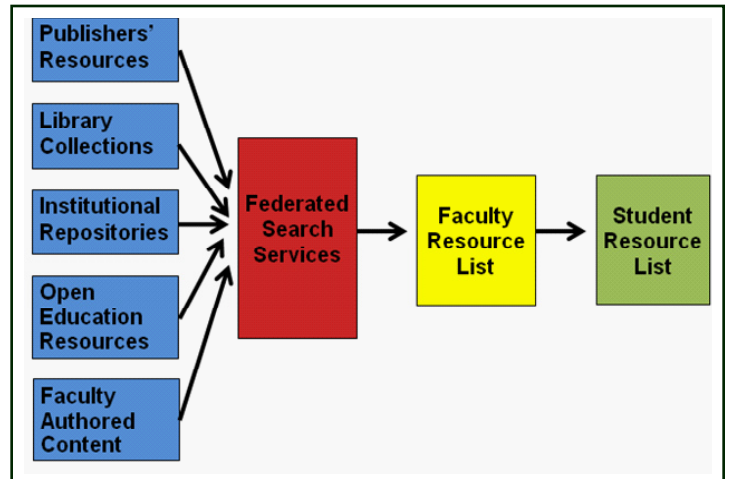 Publishers'
Resources
Library
Collections
Institutional
Repositories
Open
Education
Resources
Faculty
Authored
Content
Federated
Search
Services
Faculty
Resource
List
Student
Resource
List